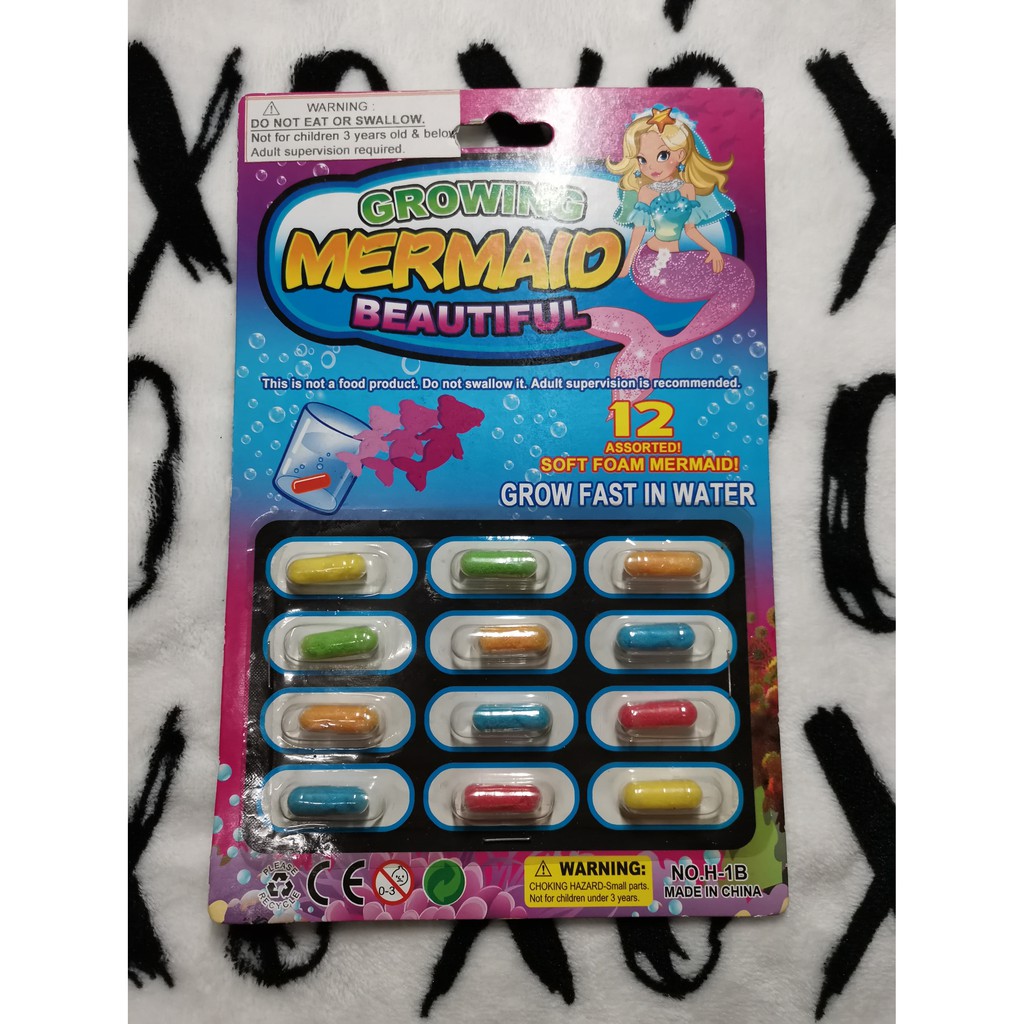 WARNING :
DO NOT EAT OR SWALLOW.
Not for children 3 years old & below
Adult supervision required.
GROWING
MERMAID
BEAUTIFUL
This is not a food product. Do not swallow it. Adult supervision is recommended.
12
ASSORTED!
SOFT FOAM MERMAID!
GROW FAST IN WATER
PLEASE
RECYCLE
CE
0-3
WARNING:
CHOKING HAZARD-Small parts.
Not for children under 3 years.
NO.H-1B
MADE IN CHINA